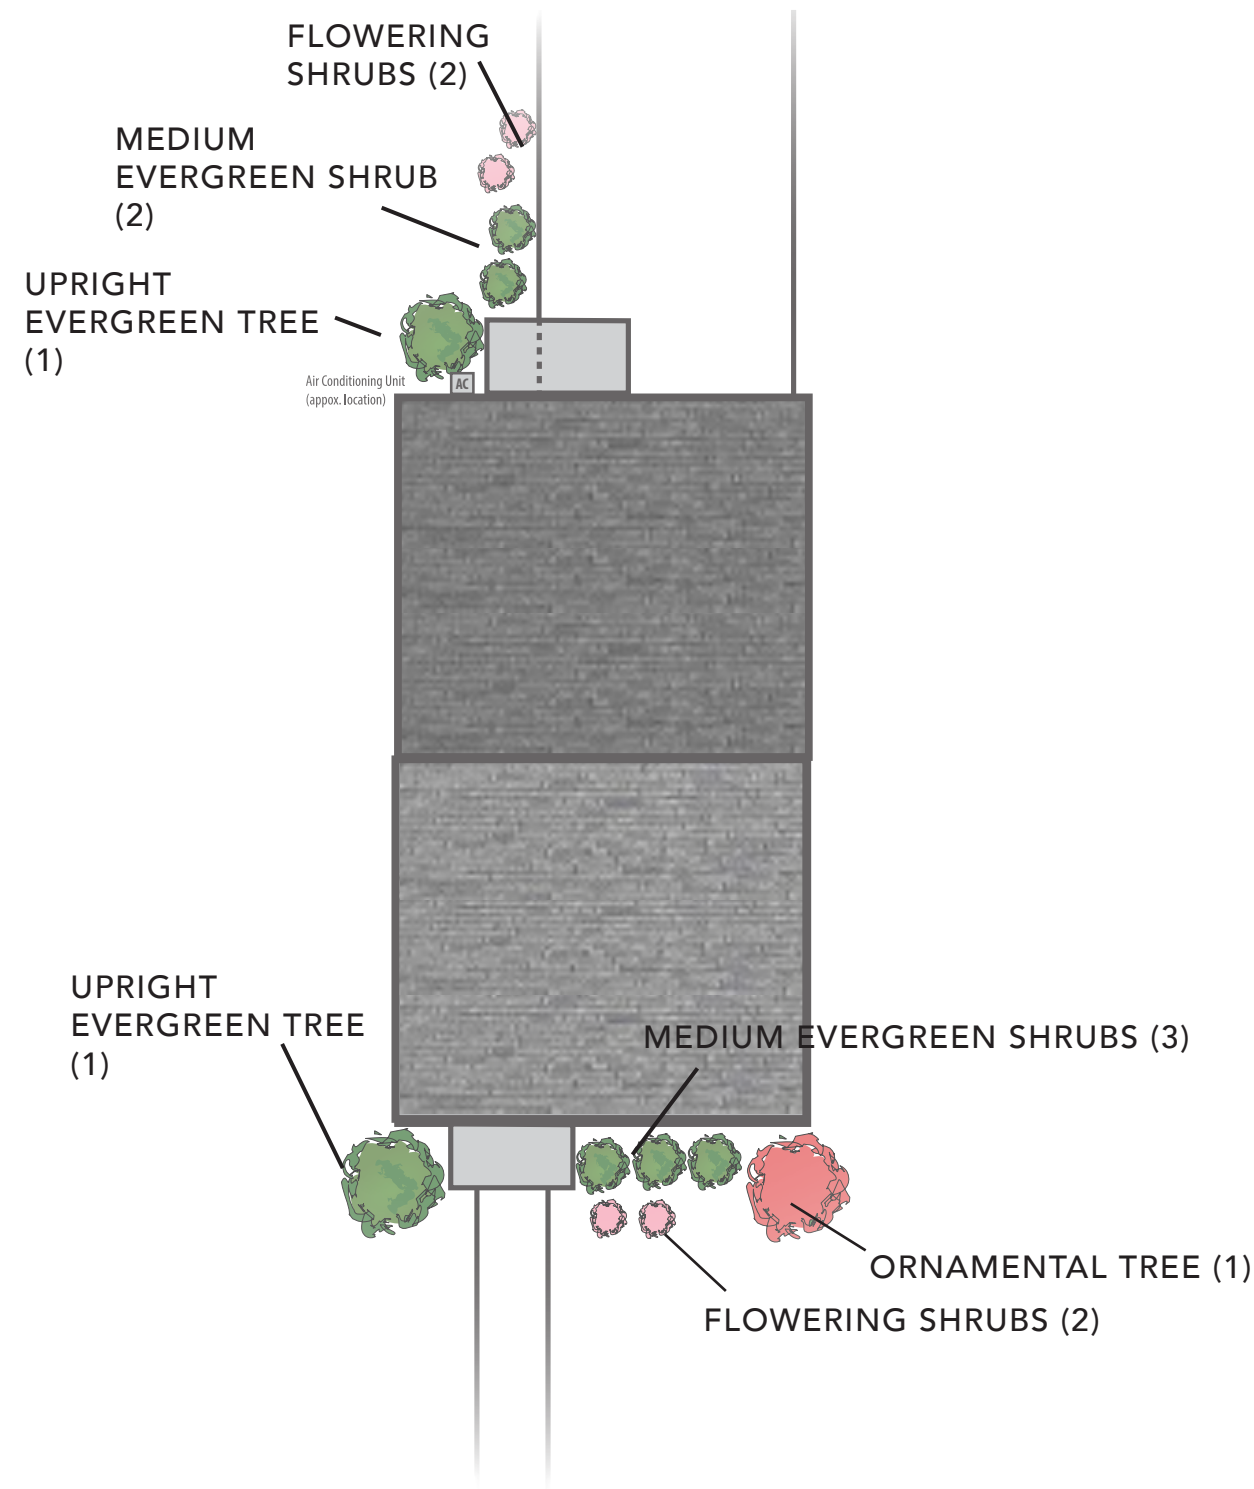 FLOWERING
SHRUBS (2)
MEDIUM
EVERGREEN SHRUB
(2)
UPRIGHT
EVERGREEN TREE
(1)
Air Conditioning Unit
(appox. location)
AC
UPRIGHT
EVERGREEN TREE
(1)
MEDIUM EVERGREEN SHRUBS (3)
ORNAMENTAL TREE (1)
FLOWERING SHRUBS (2)